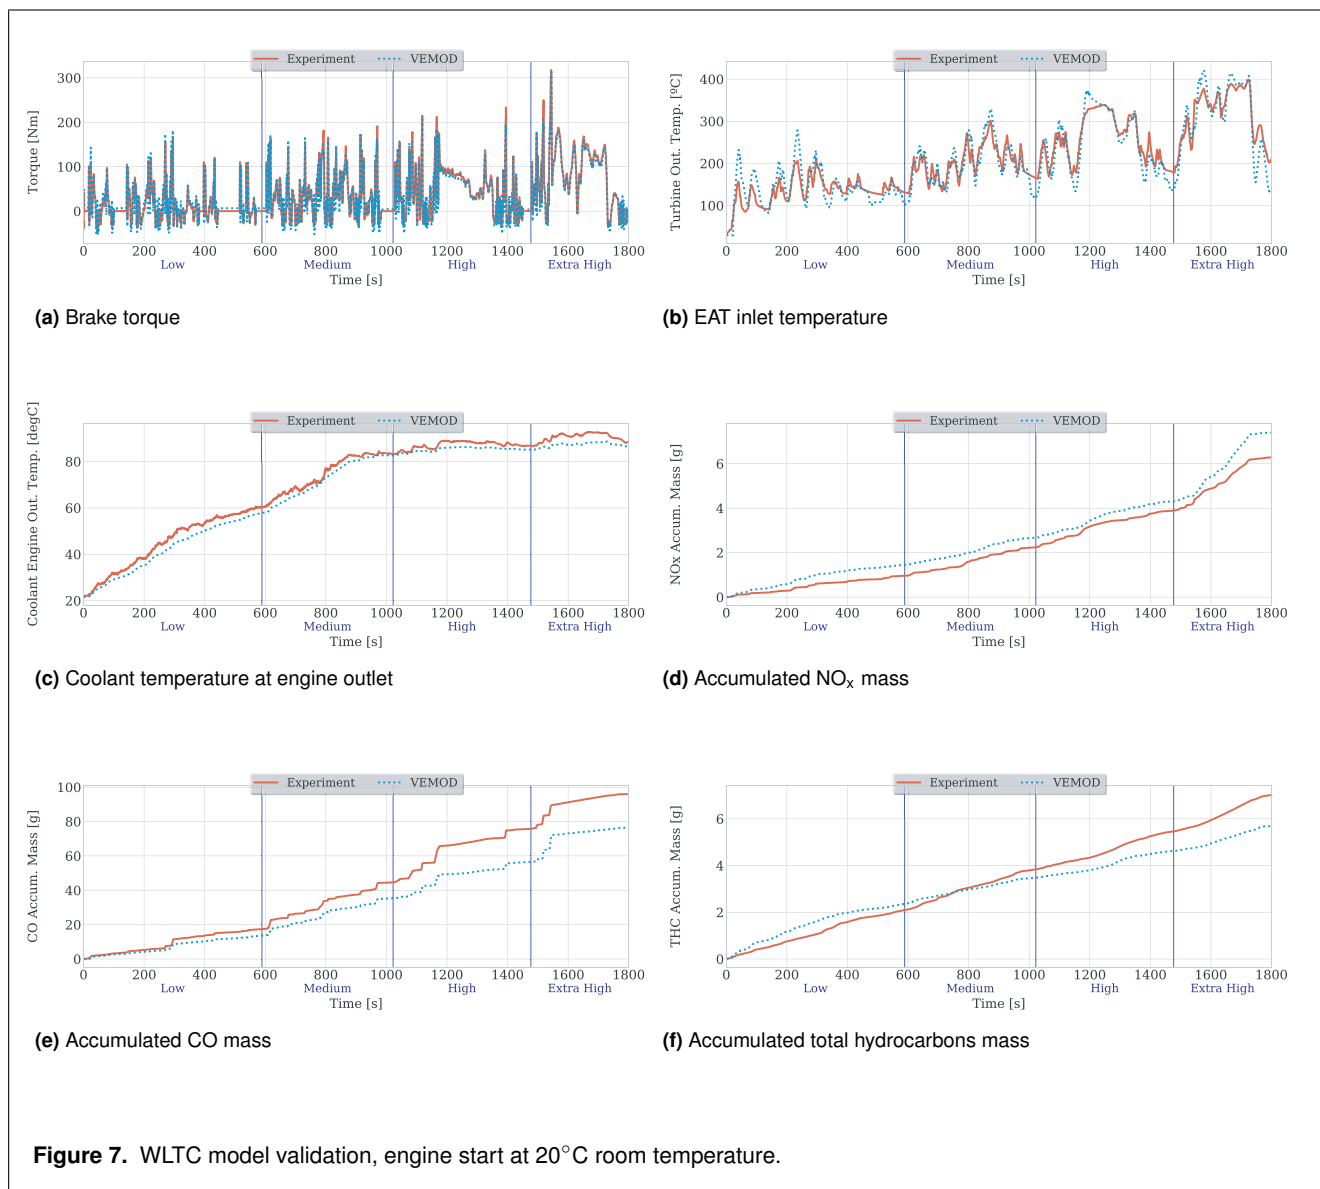 Experiment VEMOD
Torque [Nm]
300
200
100
0
0 200 400 600 800 1000 1200 1400 1600 1800
Low Medium High Extra High
Time [s]
(a) Brake torque
Experiment VEMOD
Turbine Out. Temp. [ºC]
400
300
200
100
0 200 400 600 800 1000 1200 1400 1600 1800
Low Medium High Extra High
Time [s]
(b) EAT inlet temperature
Experiment VEMOD
Coolant Engine Out. Temp. [degC]
80
60
40
20
0 200 400 600 800 1000 1200 1400 1600 1800
Low Medium High Extra High
Time [s]
(c) Coolant temperature at engine outlet
Experiment VEMOD
NOx Accum. Mass [g]
6
4
2
0
0 200 400 600 800 1000 1200 1400 1600 1800
Low Medium High Extra High
Time [s]
(d) Accumulated NOx mass
Experiment VEMOD
CO Accum. Mass [g]
100
80
60
40
20
0
0 200 400 600 800 1000 1200 1400 1600 1800
Low Medium High Extra High
Time [s]
(e) Accumulated CO mass
Experiment VEMOD
THC Accum. Mass [g]
6
4
2
0
0 200 400 600 800 1000 1200 1400 1600 1800
Low Medium High Extra High
Time [s]
(f) Accumulated total hydrocarbons mass
Figure 7. WLTC model validation, engine start at 20°C room temperature.